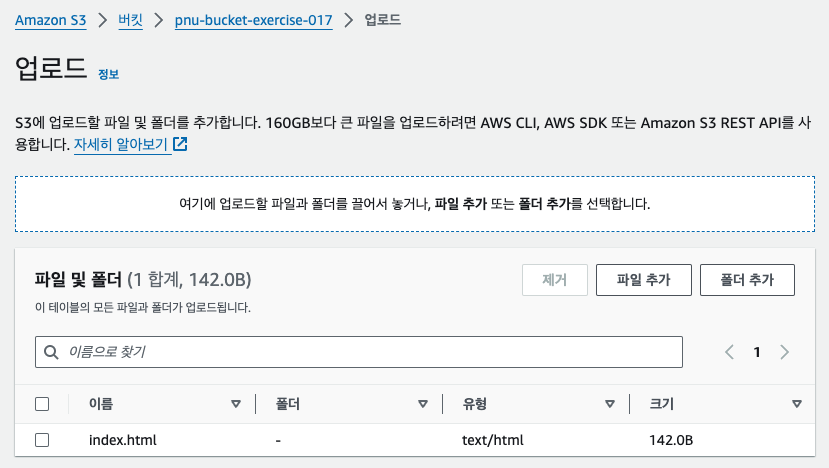 Amazon S3 > 버킷 > pnu-bucket-exercise-017 > 업로드
업로드 정보
S3에 업로드할 파일 및 폴더를 추가합니다. 160GB보다 큰 파일을 업로드하려면 AWS CLI, AWS SDK 또는 Amazon S3 REST API를 사
용합니다. 자세히 알아보기
여기에 업로드할 파일과 폴더를 끌어서 놓거나, 파일 추가 또는 폴더 추가를 선택합니다.
파일 및 폴더 (1 합계, 142.0B) 제거 파일 추가 폴더 추가
이 테이블의 모든 파일과 폴더가 업로드됩니다.
이름으로 찾기 < 1 >
이름 폴더 유형 크기
index.html - text/html 142.0B